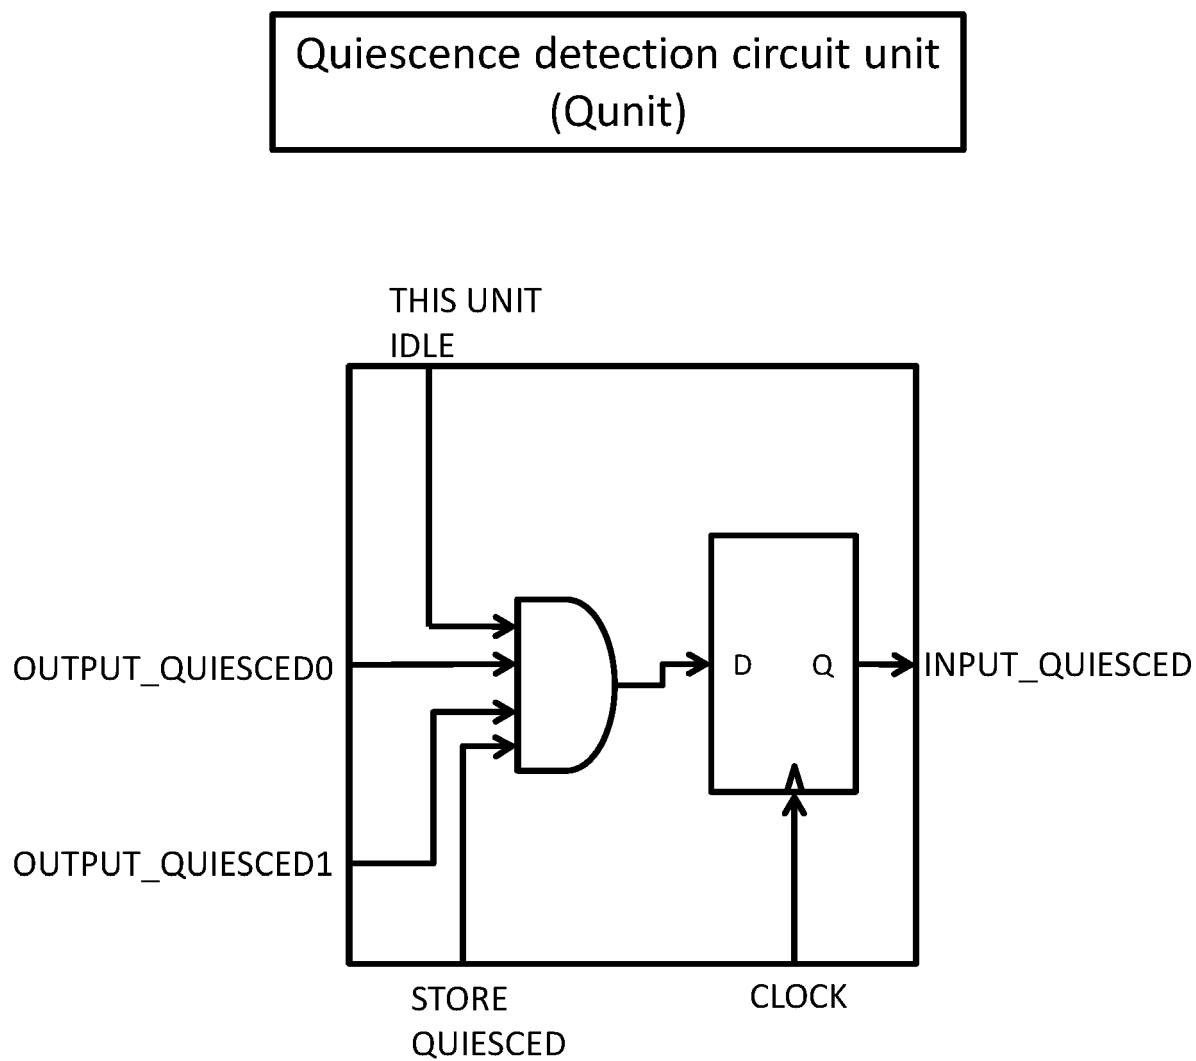 Quiescence detection circuit unit
(Qunit)
THIS UNIT
IDLE
OUTPUT_QUIESCED0
D
Q
INPUT_QUIESCED
OUTPUT_QUIESCED1
STORE
QUIESCED
CLOCK